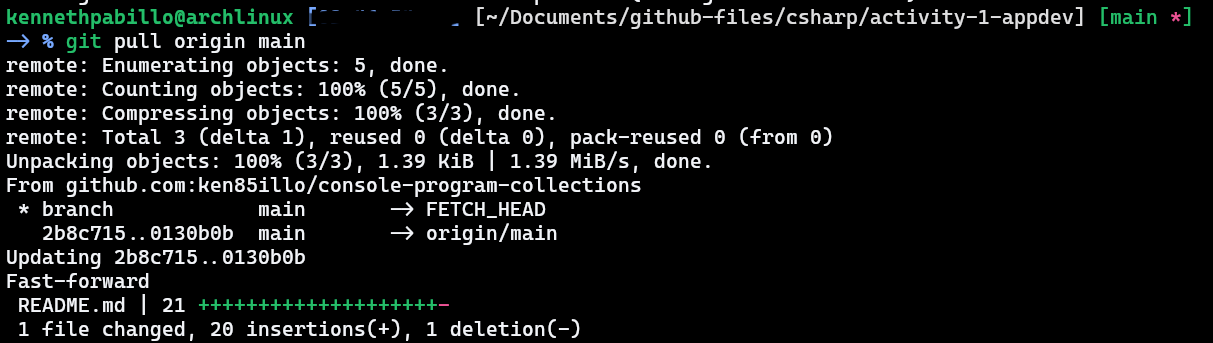 kennethpabillo@archlinux [ [~/Documents/github-files/csharp/activity-1-appdev] [main *]
-> % git pull origin main
remote: Enumerating objects: 5, done.
remote: Counting objects: 100% (5/5), done.
remote: Compressing objects: 100% (3/3), done.
remote: Total 3 (delta 1), reused 0 (delta 0), pack-reused 0 (from 0)
Unpacking objects: 100% (3/3), 1.39 KiB | 1.39 MiB/s, done.
From github.com:ken85illo/console-program-collections
 * branch            main       -> FETCH_HEAD
   2b8c715..0130b0b  main       -> origin/main
Updating 2b8c715..0130b0b
Fast-forward
 README.md | 21 ++++++++++++++++++++-
 1 file changed, 20 insertions(+), 1 deletion(-)